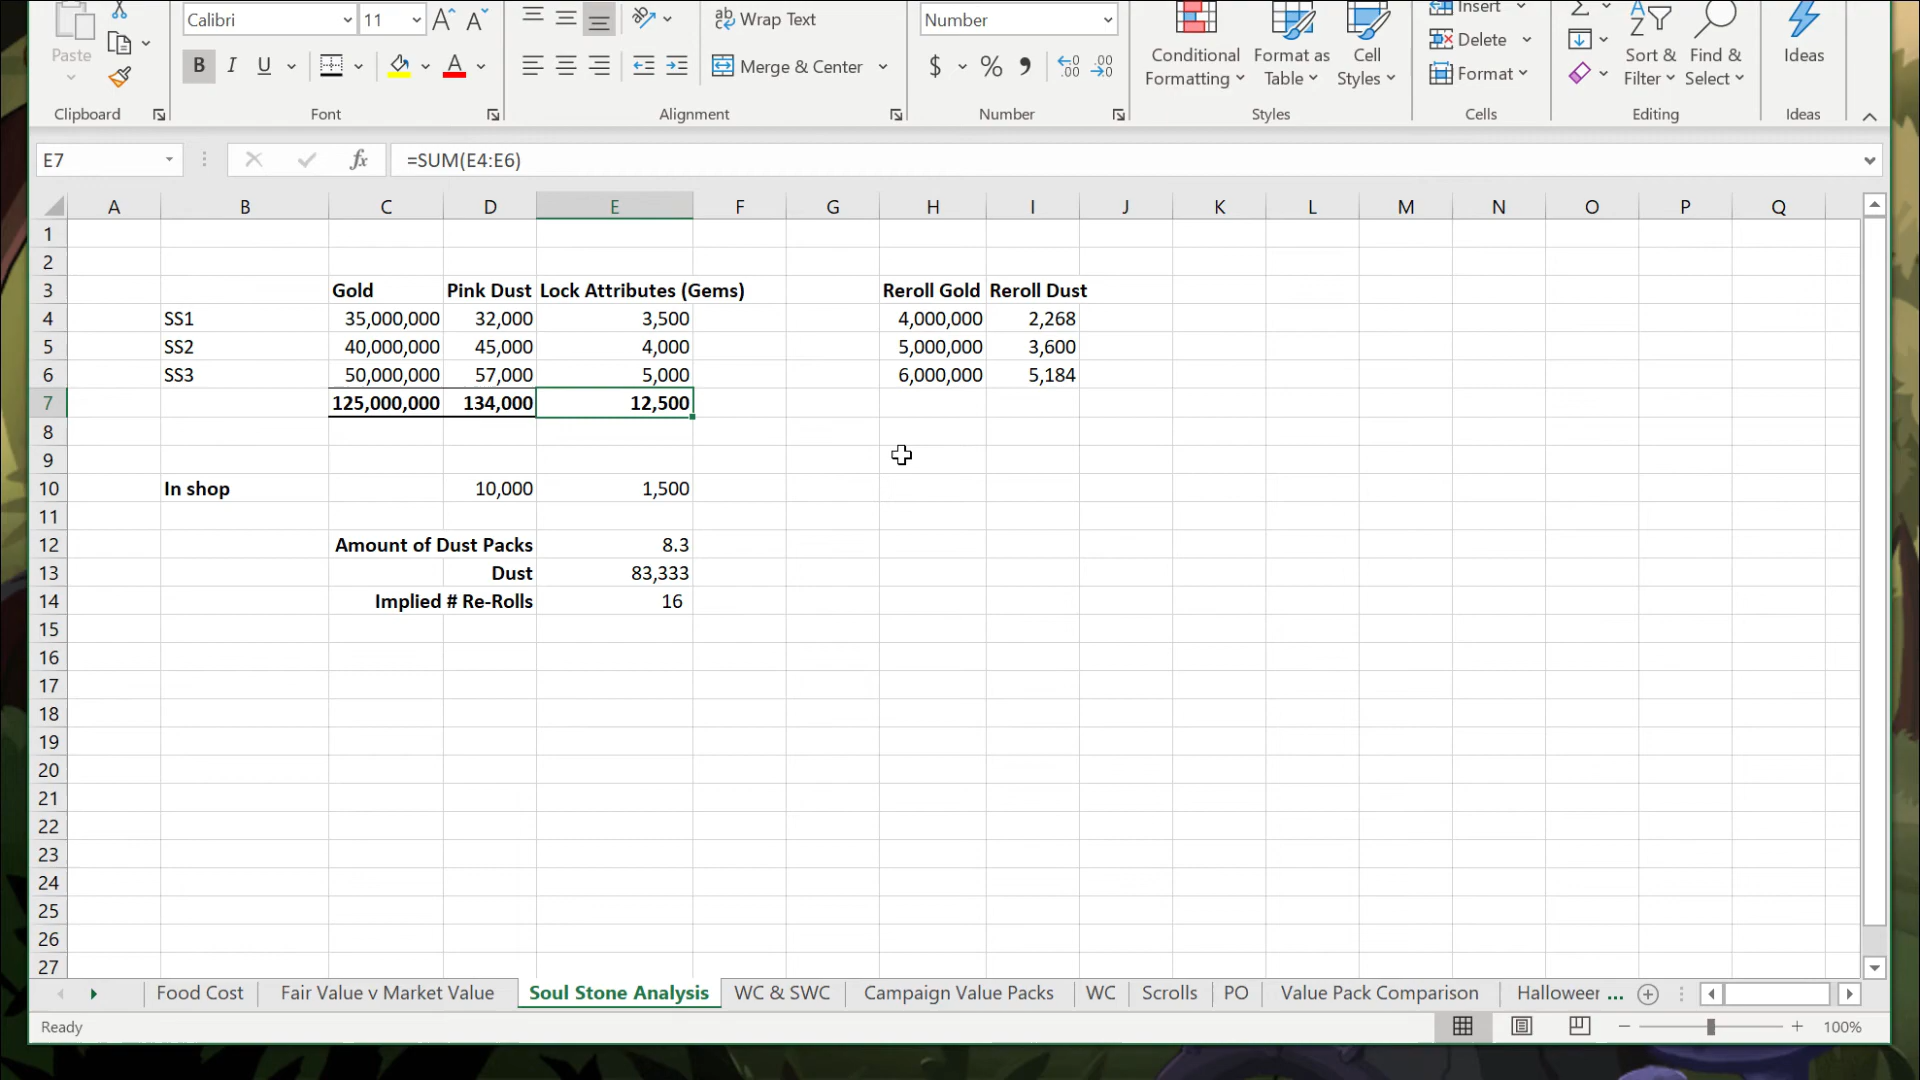 Calibri 11 Wrap Text Number Insert
Paste B I U Merge & Center $ % Conditional Formatting Format as Table Cell Styles Delete Format Sort & Filter Find & Select Ideas
Clipboard Font Alignment Number Styles Cells Editing Ideas
E7 fx =SUM(E4:E6)
A B C D E F G H I J K L M N O P Q
1
2
3 Gold Pink Dust Lock Attributes (Gems) Reroll Gold Reroll Dust
4 SS1 35,000,000 32,000 3,500 4,000,000 2,268
5 SS2 40,000,000 45,000 4,000 5,000,000 3,600
6 SS3 50,000,000 57,000 5,000 6,000,000 5,184
7 125,000,000 134,000 12,500
8
9
10 In shop 10,000 1,500
11
12 Amount of Dust Packs 8.3
13 Dust 83,333
14 Implied # Re-Rolls 16
15
16
17
18
19
20
21
22
23
24
25
26
27
Food Cost Fair Value v Market Value Soul Stone Analysis WC & SWC Campaign Value Packs WC Scrolls PO Value Pack Comparison Halloweer ...
Ready 100%